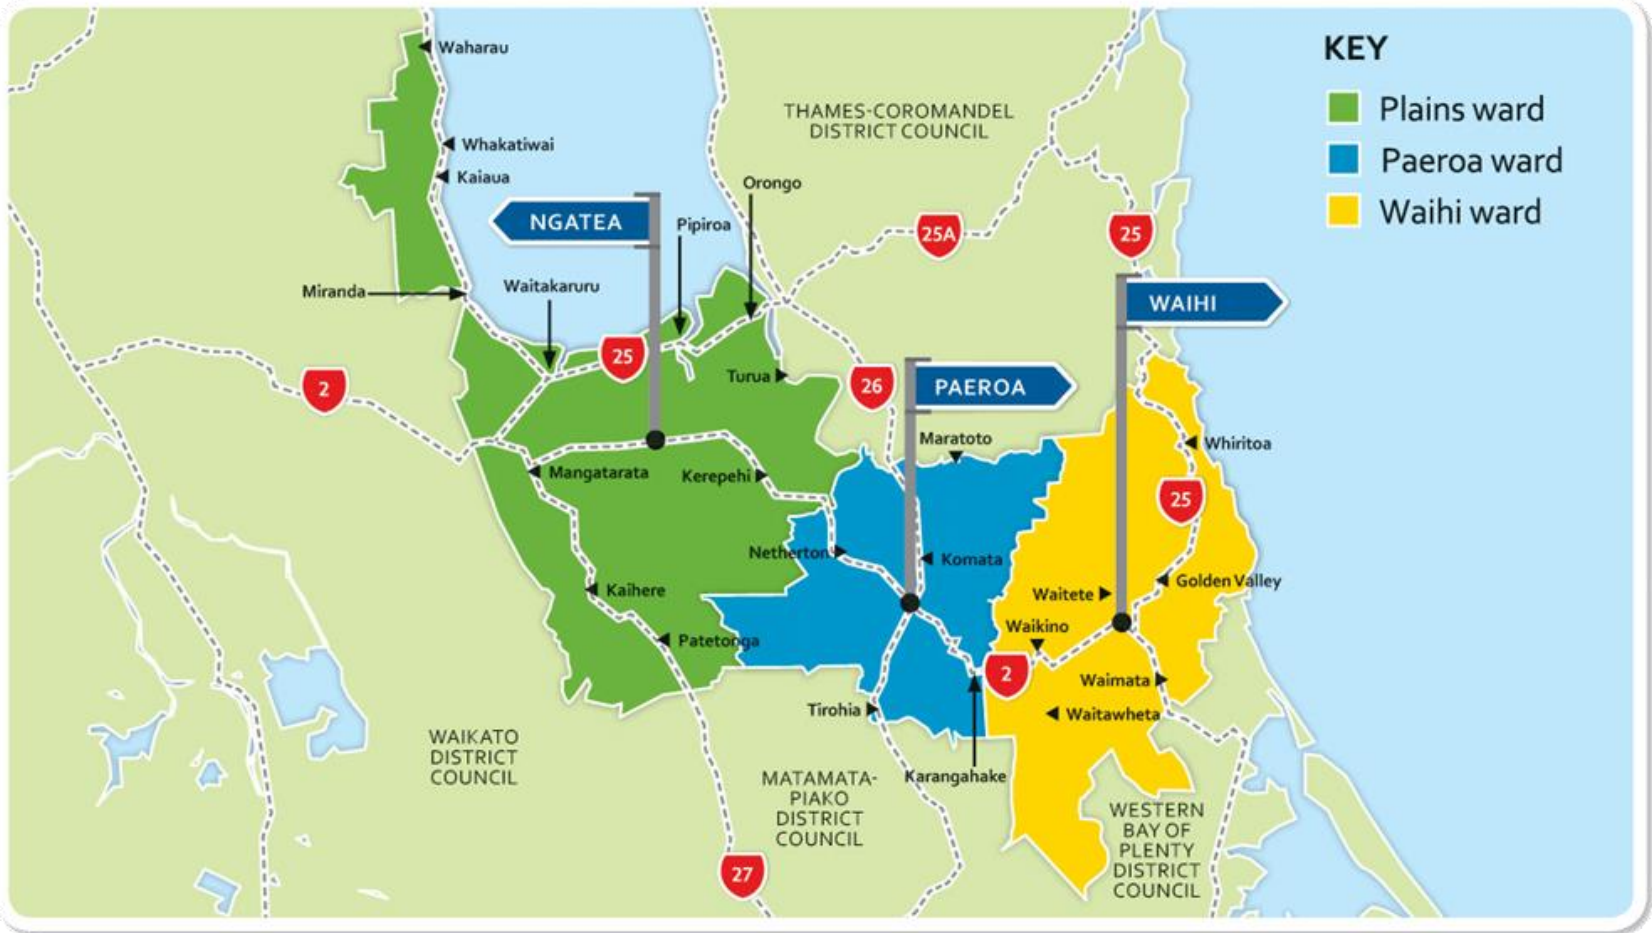 Waharau
Whakatiwai
Kaiaua
THAMES-COROMANDEL
DISTRICT COUNCIL
KEY
Plains ward
Paeroa ward
Waihi ward
Orongo
NGATEA
Pipiroa
25A
25
Miranda
Waitakaruru
WAIHI
25
2
Turua
26
PAEROA
Maratoto
Whiritoa
Mangatarata
Kerepehi
25
Netherton
Komata
Kaihere
Waitete
Golden Valley
Patetonga
Waikino
2
Waimata
Tirohia
Waitawheta
WAIKATO
DISTRICT
COUNCIL
Karangahake
MATAMATA-
PIAKO
DISTRICT
COUNCIL
WESTERN
BAY OF
PLENTY
DISTRICT
COUNCIL
27